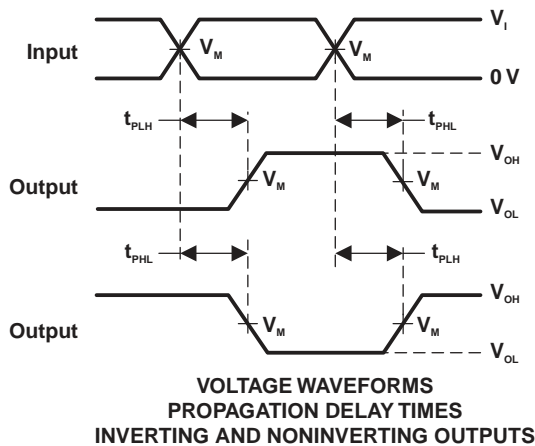 V_I
Input
V_M
V_M
0 V
t_PLH
t_PHL
V_OH
Output
V_M
V_M
V_OL
t_PHL
t_PLH
V_OH
Output
V_M
V_M
V_OL
VOLTAGE WAVEFORMS
PROPAGATION DELAY TIMES
INVERTING AND NONINVERTING OUTPUTS